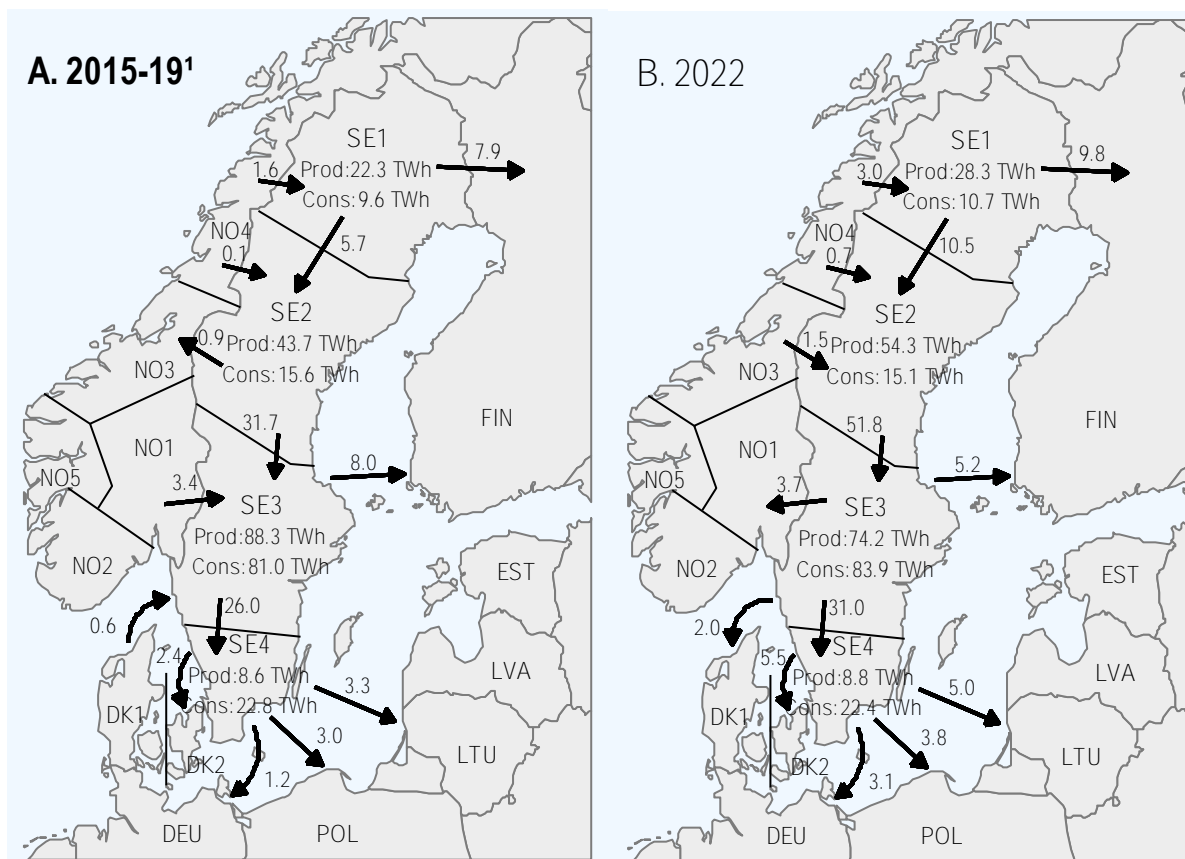 A. 2015-19¹
SE1
7.9
1.6
Prod:22.3 TWh
Cons:9.6 TWh
NO4
0.1
5.7
SE2
0.9
Prod:43.7 TWh
Cons:15.6 TWh
NO3
31.7
FIN
NO1
8.0
NO5
3.4
SE3
Prod:88.3 TWh
Cons:81.0 TWh
NO2
EST
26.0
0.6
SE4
2.4
Prod:8.6 TWh
LVA
3.3
Cons:22.8 TWh
DK1
3.0
LTU
DK2
1.2
DEU
POL
B. 2022
SE1
9.8
3.0
Prod:28.3 TWh
Cons:10.7 TWh
NO4
0.7
10.5
SE2
1.5
Prod:54.3 TWh
Cons:15.1 TWh
NO3
51.8
FIN
NO1
5.2
NO5
3.7
SE3
Prod:74.2 TWh
Cons:83.9 TWh
NO2
EST
31.0
2.0
SE4
5.5
Prod:8.8 TWh
LVA
5.0
Cons:22.4 TWh
DK1
3.8
LTU
DK2
3.1
DEU
POL